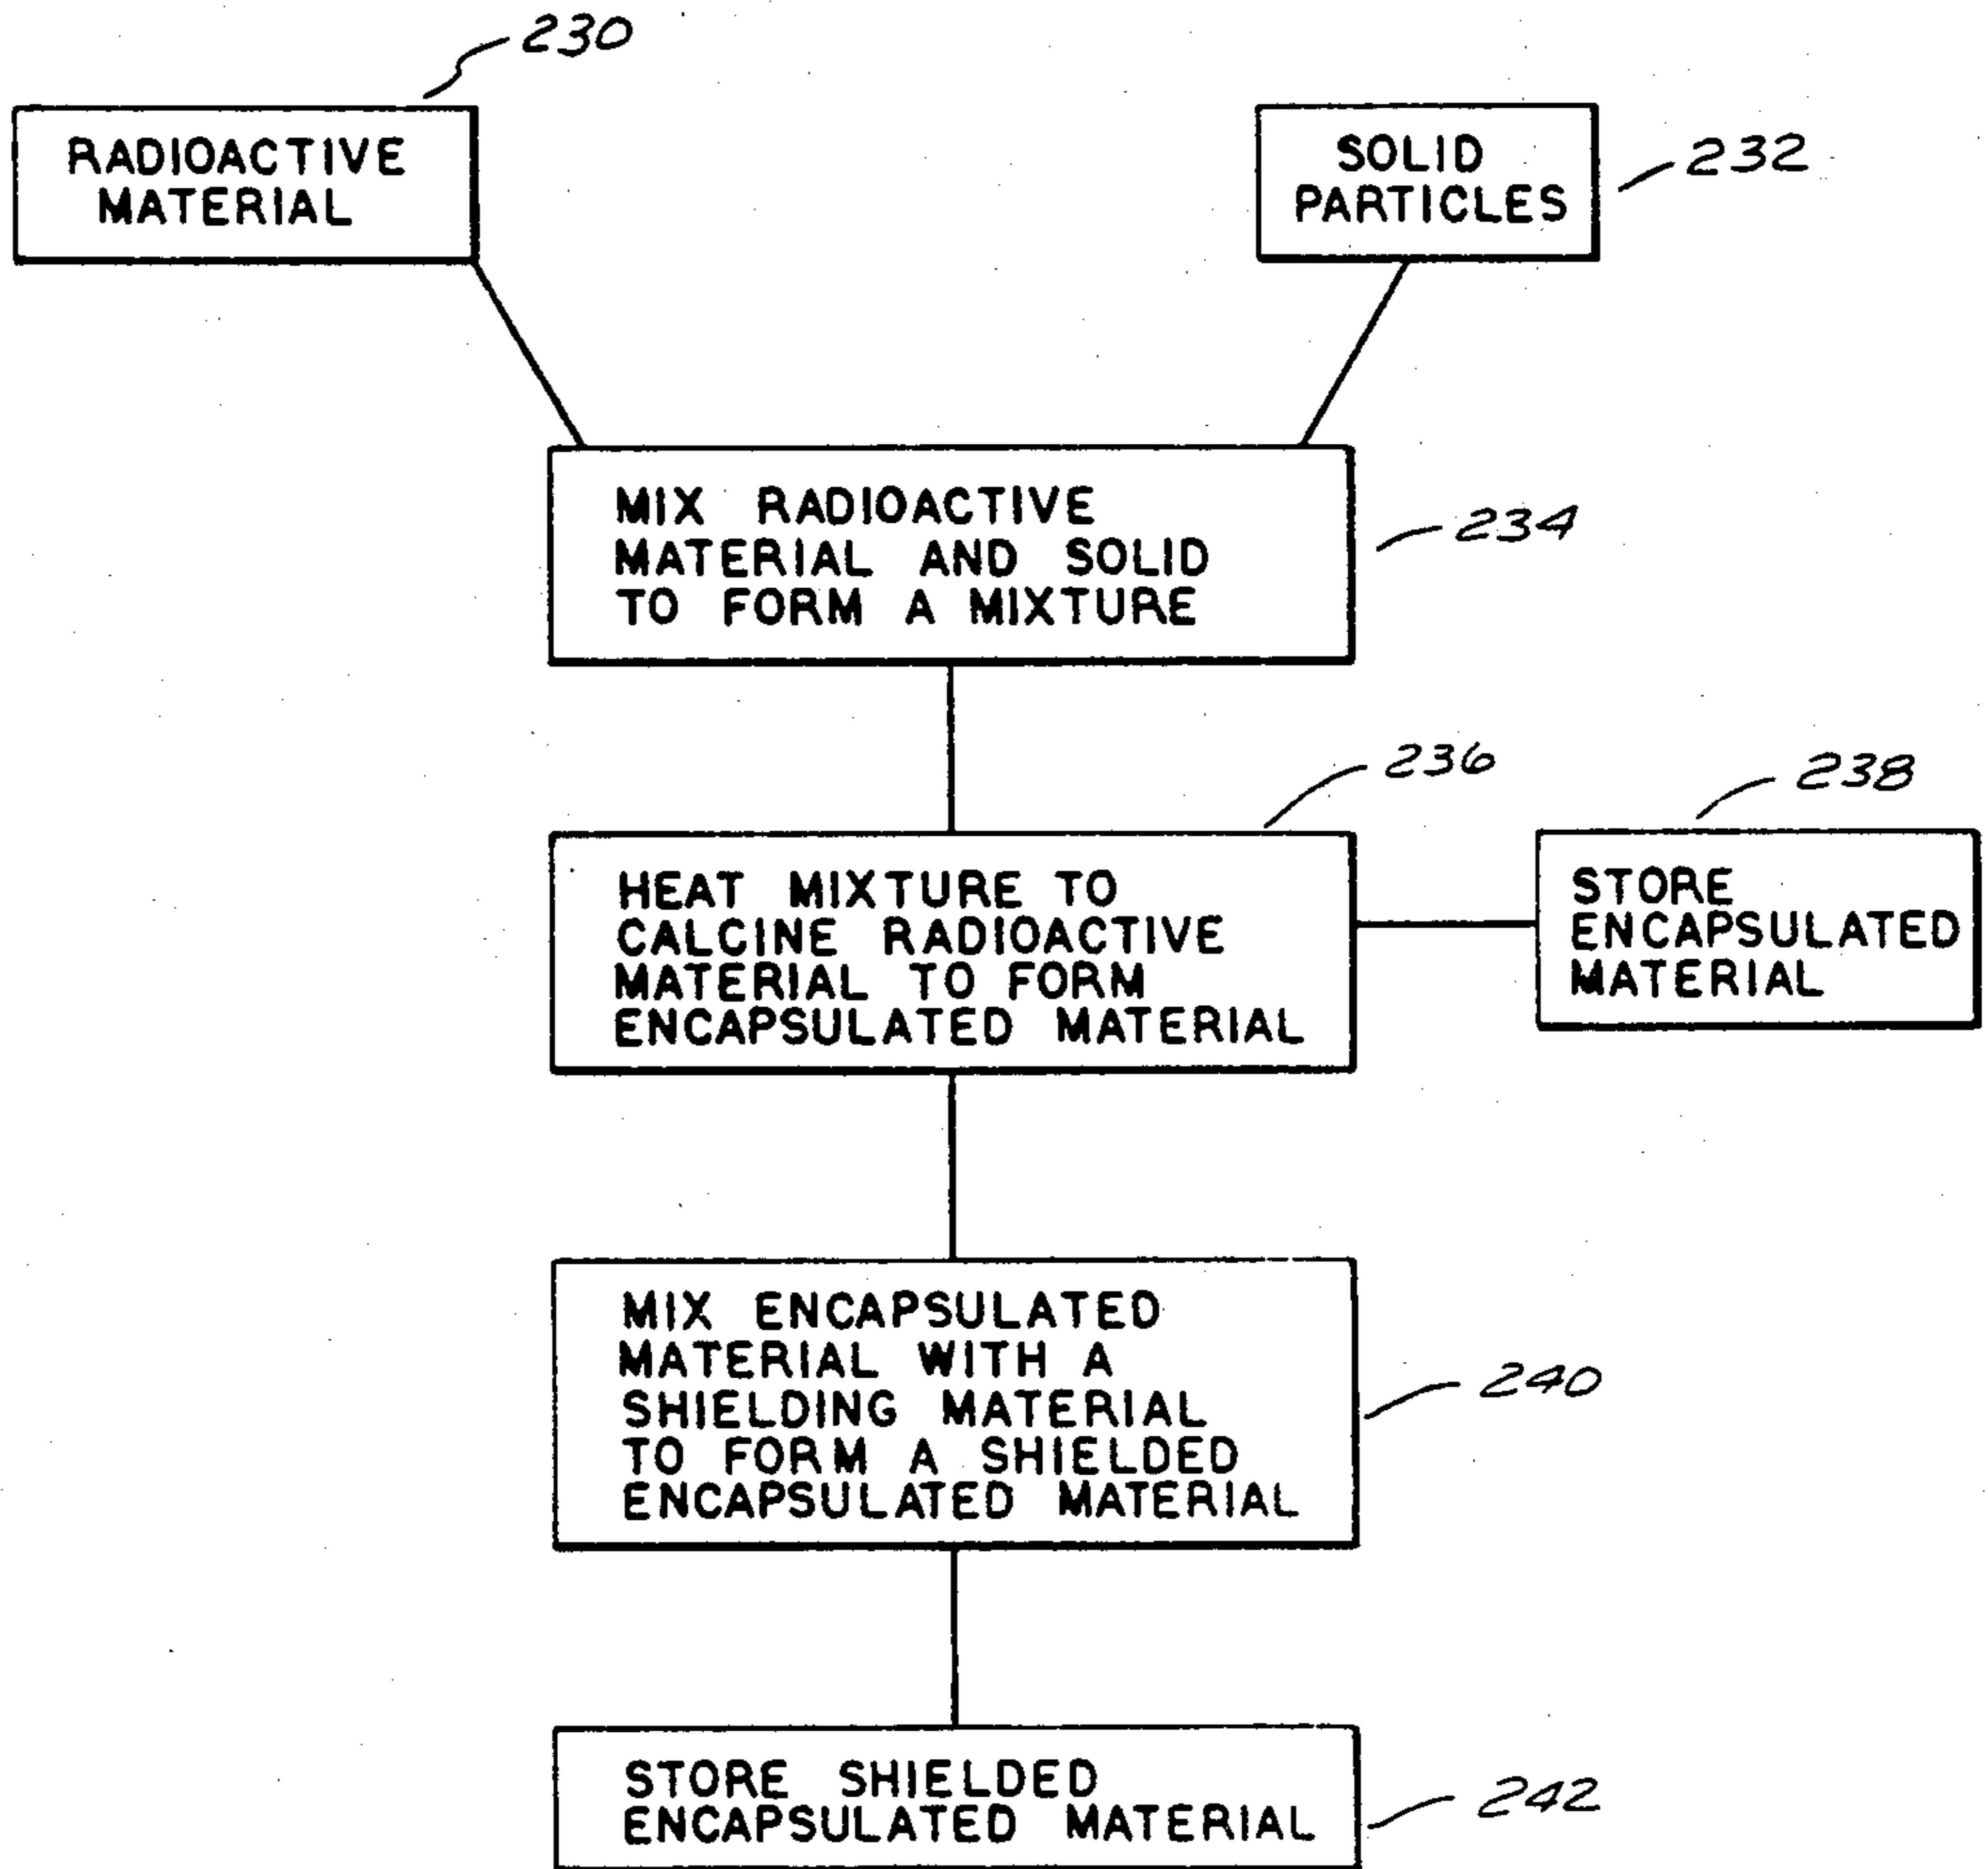 230
RADIOACTIVE
MATERIAL
SOLID
PARTICLES
232
MIX RADIOACTIVE
MATERIAL AND SOLID
TO FORM A MIXTURE
234
236
238
HEAT MIXTURE TO
CALCINE RADIOACTIVE
MATERIAL TO FORM
ENCAPSULATED MATERIAL
STORE
ENCAPSULATED
MATERIAL
MIX ENCAPSULATED
MATERIAL WITH A
SHIELDING MATERIAL
TO FORM A SHIELDED
ENCAPSULATED MATERIAL
240
STORE SHIELDED
ENCAPSULATED MATERIAL
242